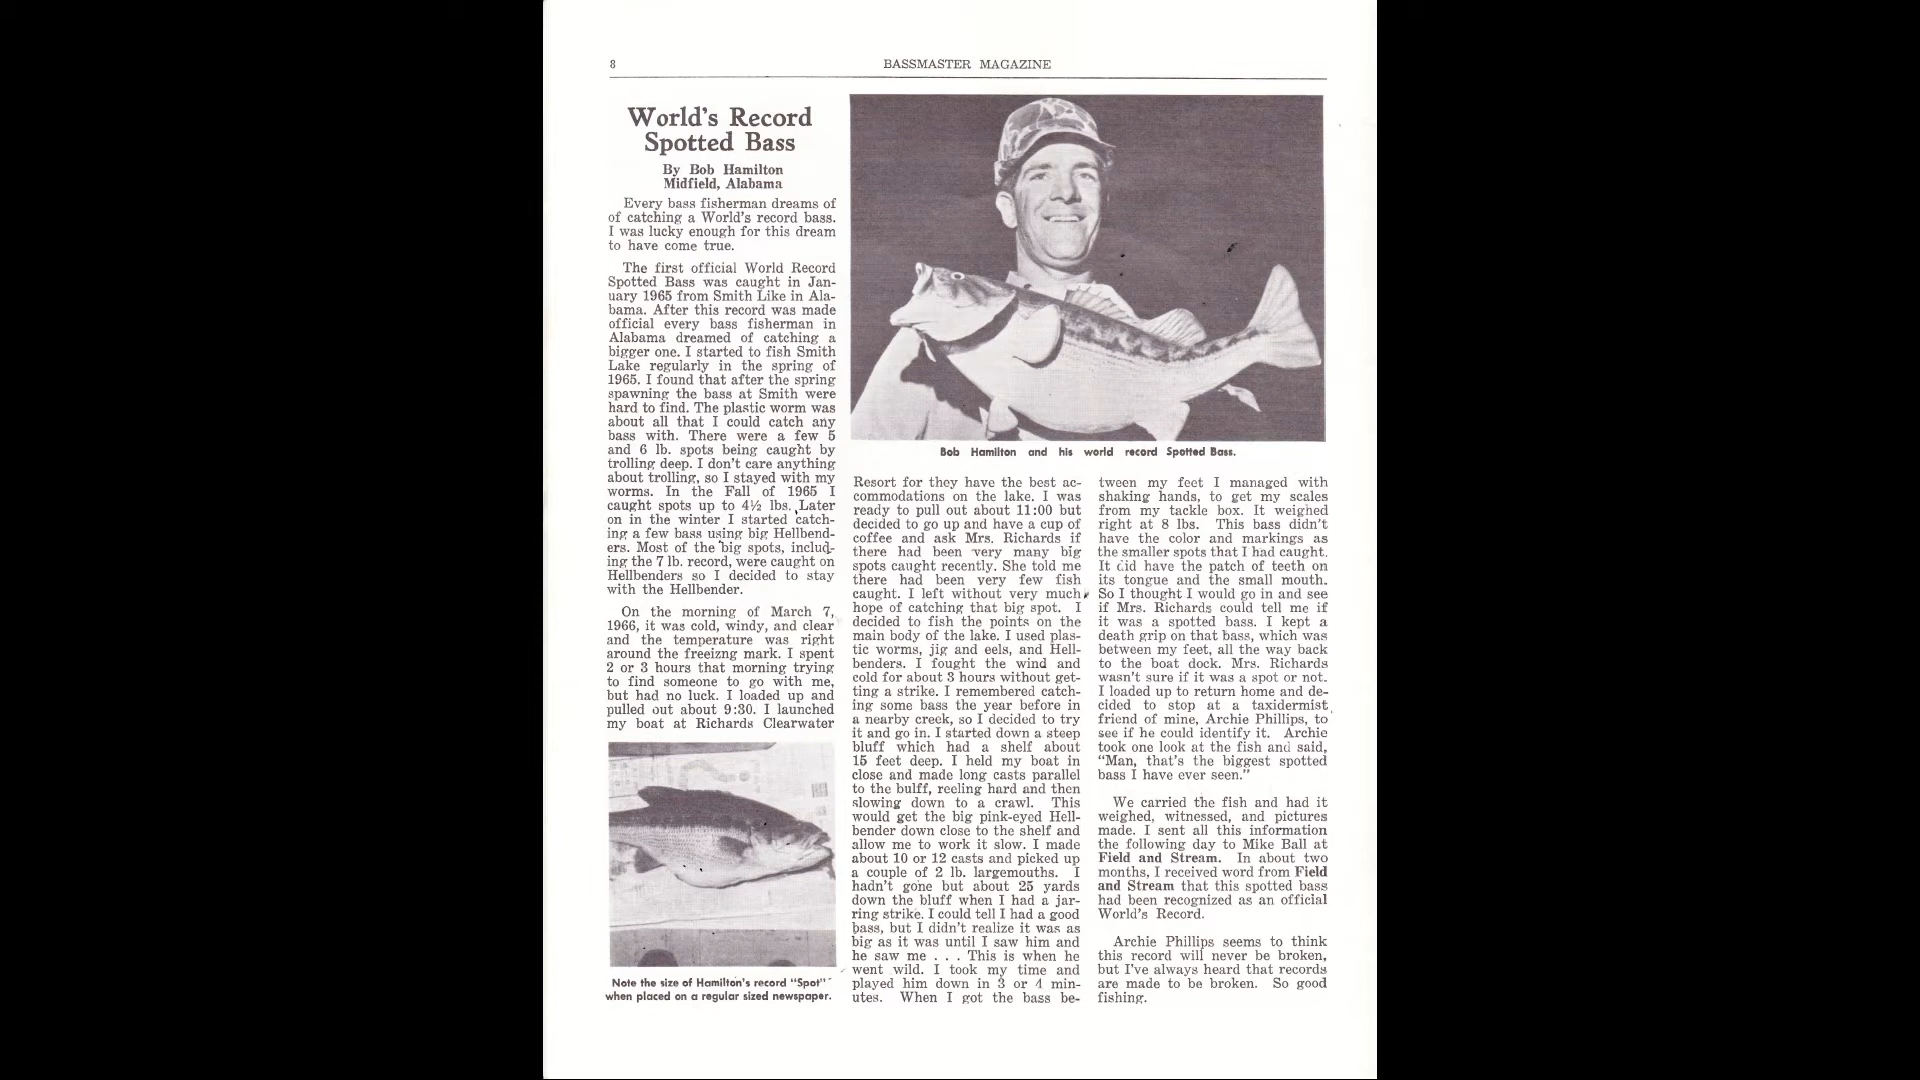 8
BASSMASTER MAGAZINE
World's Record
Spotted Bass
By Bob Hamilton
Midfield, Alabama
Every bass fisherman dreams of
of catching a World's record bass.
I was lucky enough for this dream
to have come true.
The first official World Record
Spotted Bass was caught in Jan-
uary 1965 from Smith Like in Ala-
bama. After this record was made
official every bass fisherman in
Alabama dreamed of catching a
bigger one. I started to fish Smith
Lake regularly in the spring of
1965. I found that after the spring
spawning the bass at Smith were
hard to find. The plastic worm was
about all that I could catch any
bass with. There were a few 5
and 6 lb. spots being caught by
trolling deep. I don't care anything
about trolling, so I stayed with my
worms. In the Fall of 1965 I
caught spots up to 4½ lbs. Later
on in the winter I started catch-
ing a few bass using big Hellbend-
ers. Most of the big spots, includ-
ing the 7 lb. record, were caught on
Hellbenders so I decided to stay
with the Hellbender.
On the morning of March 7,
1966, it was cold, windy, and clear
and the temperature was right
around the freeizng mark. I spent
2 or 3 hours that morning trying
to find someone to go with me,
but had no luck. I loaded up and
pulled out about 9:30. I launched
my boat at Richards Clearwater
Note the size of Hamilton's record "Spot"
when placed on a regular sized newspaper.
Bob Hamilton and his world record Spotted Bass.
Resort for they have the best ac-
commodations on the lake. I was
ready to pull out about 11:00 but
decided to go up and have a cup of
coffee and ask Mrs. Richards if
there had been very many big
spots caught recently. She told me
there had been very few fish
caught. I left without very much
hope of catching that big spot. I
decided to fish the points on the
main body of the lake. I used plas-
tic worms, jig and eels, and Hell-
benders. I fought the wind and
cold for about 3 hours without get-
ting a strike. I remembered catch-
ing some bass the year before in
a nearby creek, so I decided to try
it and go in. I started down a steep
bluff which had a shelf about
15 feet deep. I held my boat in
close and made long casts parallel
to the bulff, reeling hard and then
slowing down to a crawl. This
would get the big pink-eyed Hell-
bender down close to the shelf and
allow me to work it slow. I made
about 10 or 12 casts and picked up
a couple of 2 lb. largemouths. I
hadn't gone but about 25 yards
down the bluff when I had a jar-
ring strike. I could tell I had a good
bass, but I didn't realize it was as
big as it was until I saw him and
he saw me . . . This is when he
went wild. I took my time and
played him down in 3 or 4 min-
utes. When I got the bass be-
tween my feet I managed with
shaking hands, to get my scales
from my tackle box. It weighed
right at 8 lbs. This bass didn't
have the color and markings as
the smaller spots that I had caught.
It did have the patch of teeth on
its tongue and the small mouth.
So I thought I would go in and see
if Mrs. Richards could tell me if
it was a spotted bass. I kept a
death grip on that bass, which was
between my feet, all the way back
to the boat dock. Mrs. Richards
wasn't sure if it was a spot or not.
I loaded up to return home and de-
cided to stop at a taxidermist
friend of mine, Archie Phillips, to
see if he could identify it. Archie
took one look at the fish and said,
"Man, that's the biggest spotted
bass I have ever seen."
We carried the fish and had it
weighed, witnessed, and pictures
made. I sent all this information
the following day to Mike Ball at
Field and Stream. In about two
months, I received word from Field
and Stream that this spotted bass
had been recognized as an official
World's Record.
Archie Phillips seems to think
this record will never be broken,
but I've always heard that records
are made to be broken. So good
fishing.